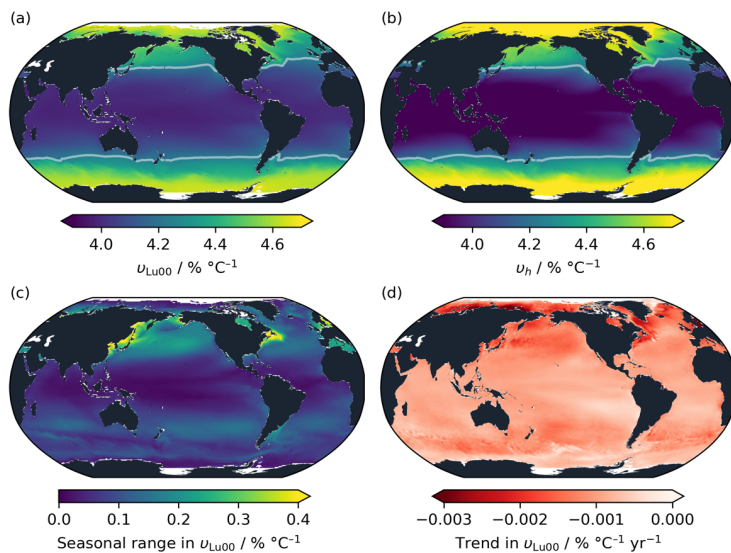 (a)
(b)
4.0 4.2 4.4 4.6
υLu00 / % °C⁻¹
4.0 4.2 4.4 4.6
υh / % °C⁻¹
(c)
(d)
0.0 0.1 0.2 0.3 0.4
Seasonal range in υLu00 / % °C⁻¹
−0.003 −0.002 −0.001 0.000
Trend in υLu00 / % °C⁻¹ yr⁻¹